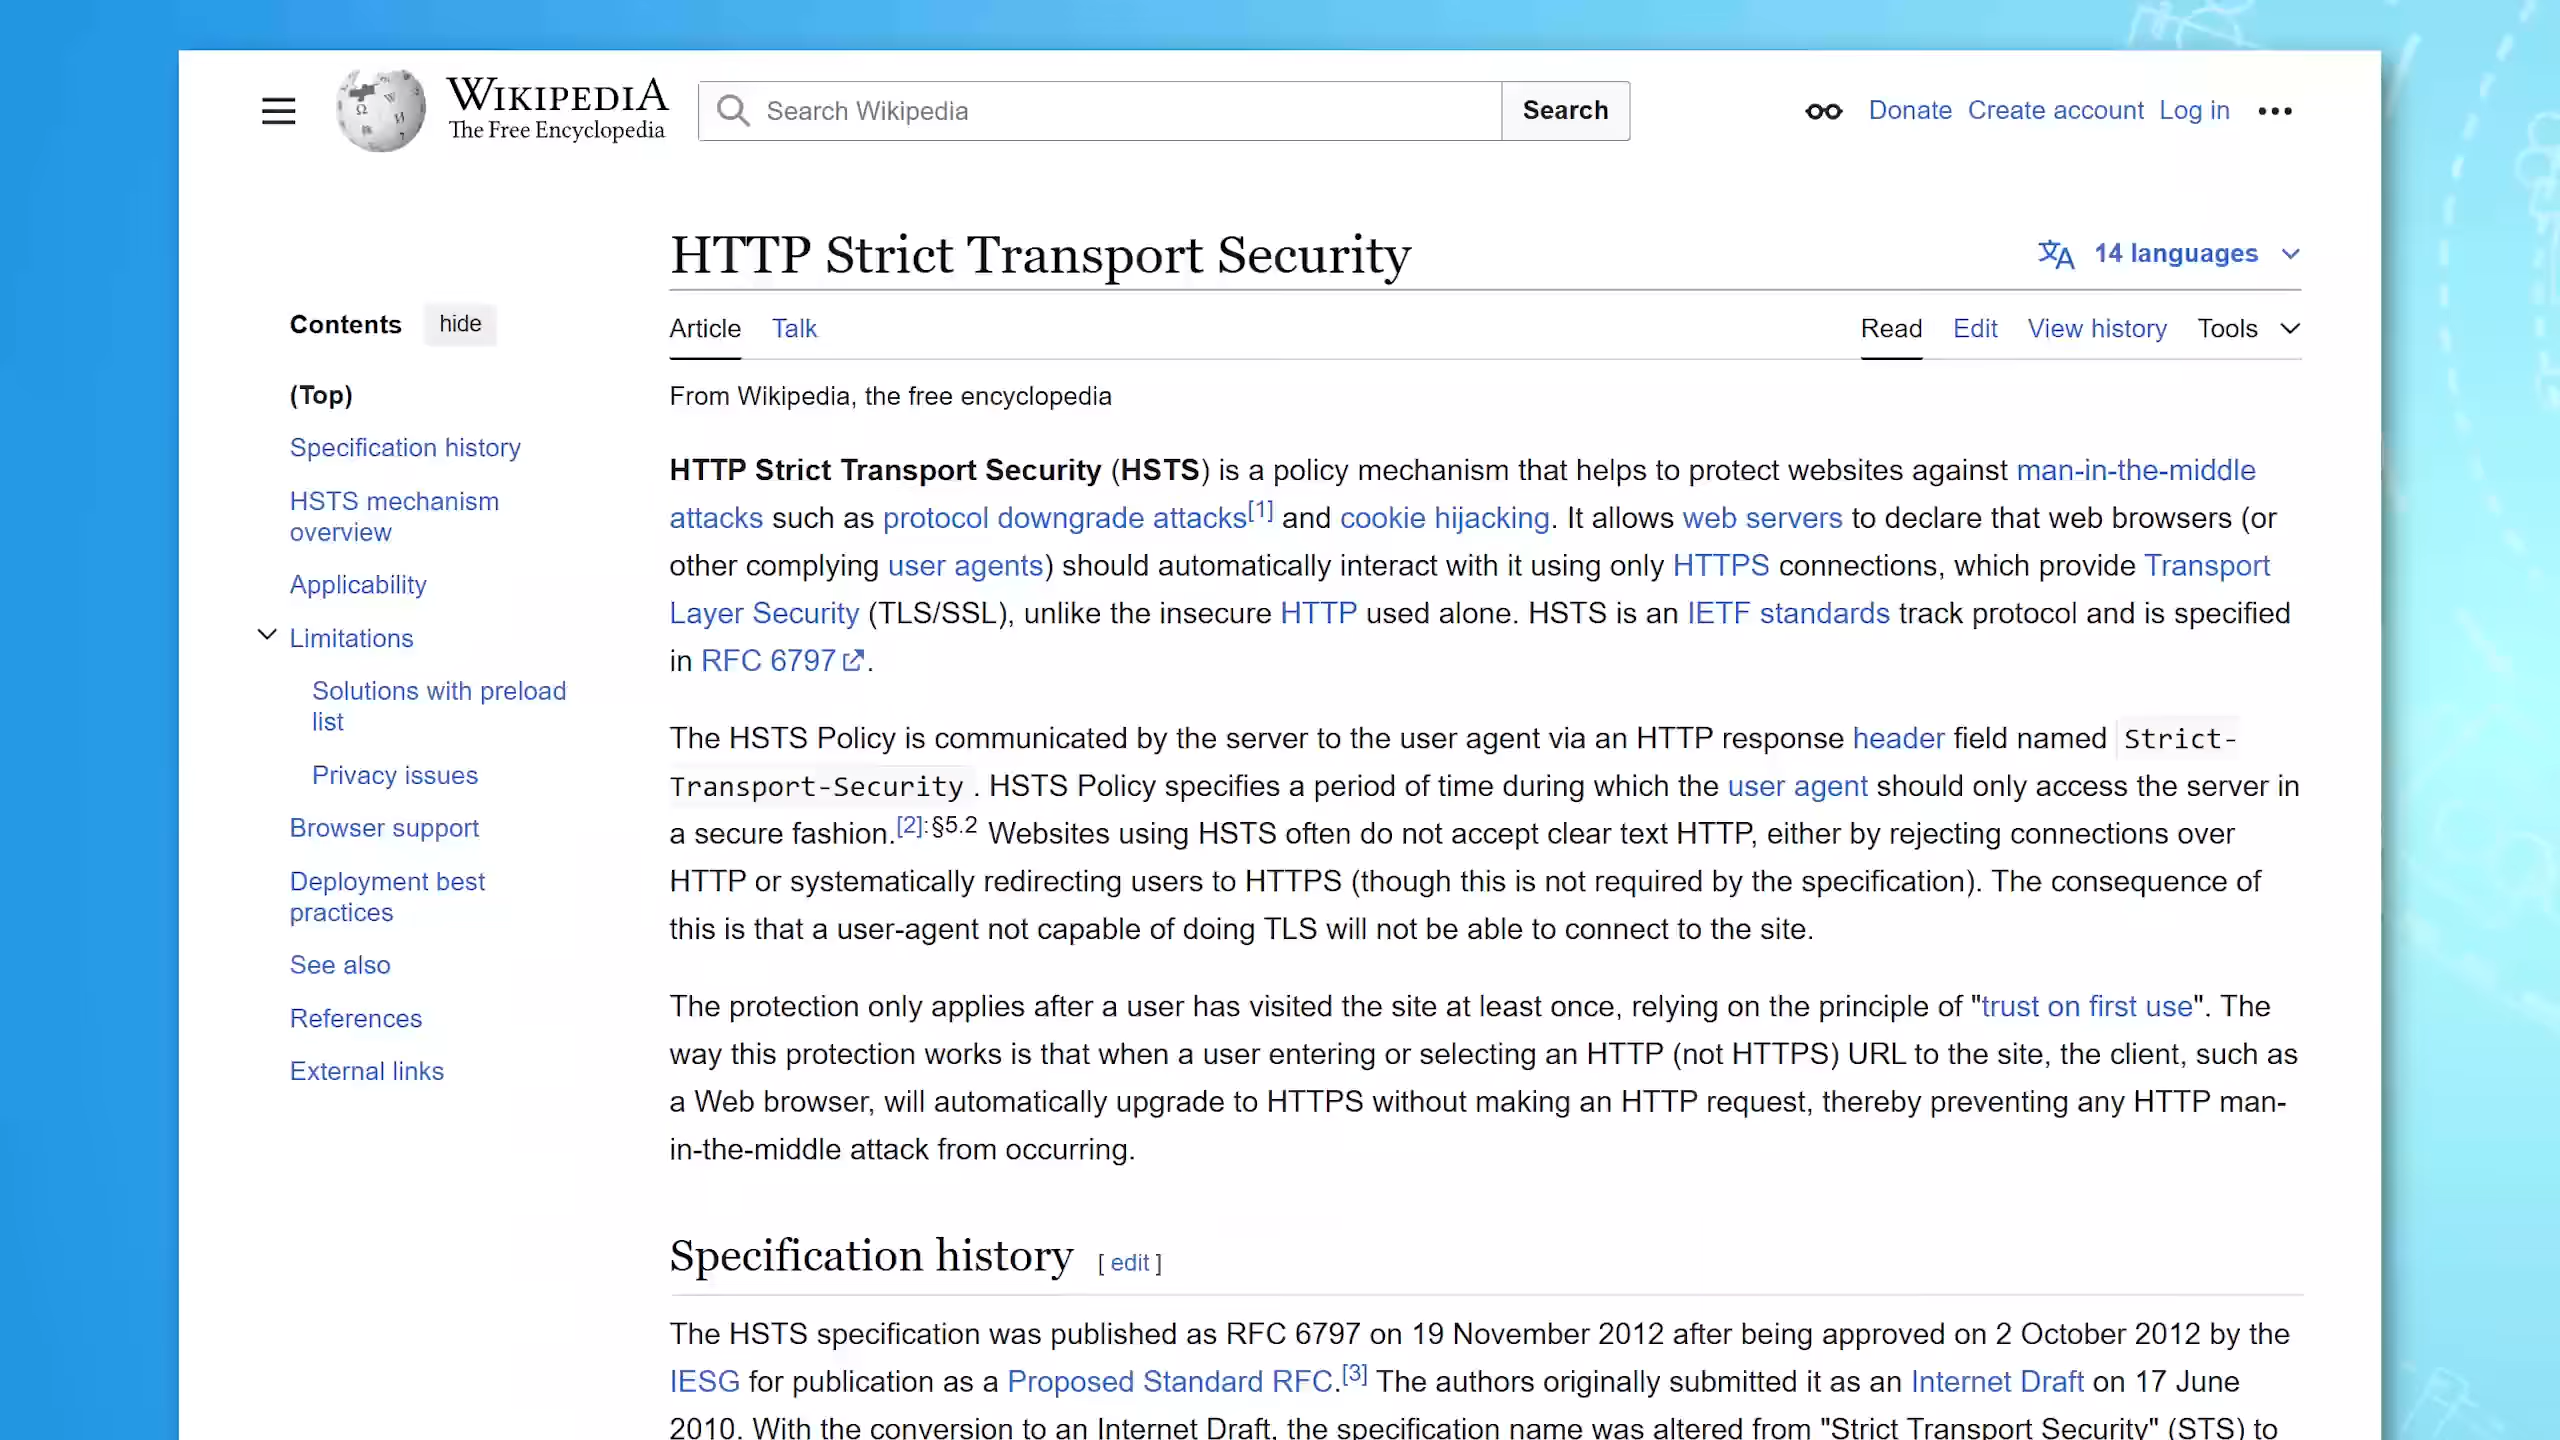 WIKIPEDIA
The Free Encyclopedia
Search Wikipedia
Search
Donate Create account Log in
HTTP Strict Transport Security
14 languages
Contents hide
(Top)
Specification history
HSTS mechanism
overview
Applicability
Limitations
Solutions with preload
list
Privacy issues
Browser support
Deployment best
practices
See also
References
External links
Article Talk
Read Edit View history Tools
From Wikipedia, the free encyclopedia
HTTP Strict Transport Security (HSTS) is a policy mechanism that helps to protect websites against man-in-the-middle
attacks such as protocol downgrade attacks[1] and cookie hijacking. It allows web servers to declare that web browsers (or
other complying user agents) should automatically interact with it using only HTTPS connections, which provide Transport
Layer Security (TLS/SSL), unlike the insecure HTTP used alone. HSTS is an IETF standards track protocol and is specified
in RFC 6797.
The HSTS Policy is communicated by the server to the user agent via an HTTP response header field named Strict-
Transport-Security. HSTS Policy specifies a period of time during which the user agent should only access the server in
a secure fashion.[2]:§5.2 Websites using HSTS often do not accept clear text HTTP, either by rejecting connections over
HTTP or systematically redirecting users to HTTPS (though this is not required by the specification). The consequence of
this is that a user-agent not capable of doing TLS will not be able to connect to the site.
The protection only applies after a user has visited the site at least once, relying on the principle of "trust on first use". The
way this protection works is that when a user entering or selecting an HTTP (not HTTPS) URL to the site, the client, such as
a Web browser, will automatically upgrade to HTTPS without making an HTTP request, thereby preventing any HTTP man-
in-the-middle attack from occurring.
Specification history [ edit ]
The HSTS specification was published as RFC 6797 on 19 November 2012 after being approved on 2 October 2012 by the
IESG for publication as a Proposed Standard RFC.[3] The authors originally submitted it as an Internet Draft on 17 June
2010. With the conversion to an Internet Draft, the specification name was altered from "Strict Transport Security" (STS) to